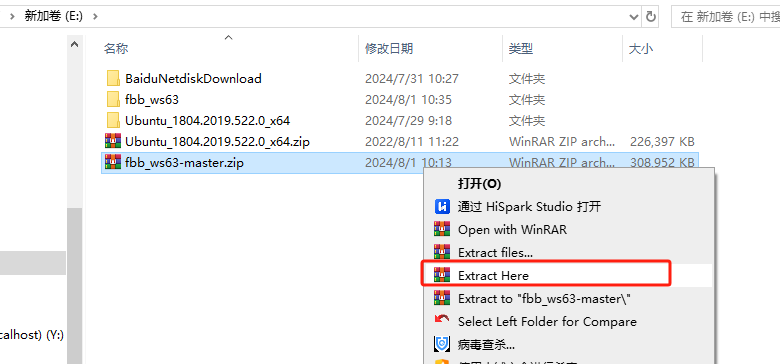 新加卷 (E:)
在 新加卷 (E:) 中搜
名称 修改日期 类型 大小
BaiduNetdiskDownload 2024/7/31 10:27 文件夹
fbb_ws63 2024/8/1 10:35 文件夹
Ubuntu_1804.2019.522.0_x64 2024/7/29 9:18 文件夹
Ubuntu_1804.2019.522.0_x64.zip 2022/8/11 11:22 WinRAR ZIP arch... 226,397 KB
fbb_ws63-master.zip 2024/8/1 10:13 WinRAR ZIP arch... 308,952 KB
打开(O)
通过 HiSpark Studio 打开
Open with WinRAR
Extract files...
Extract Here
Extract to "fbb_ws63-master\"
Select Left Folder for Compare
calhost) (Y:)
病毒查杀...